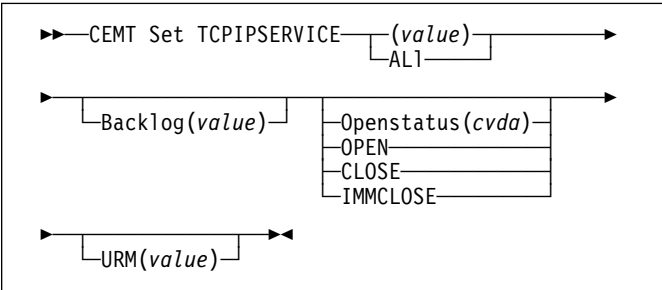 CEMT Set TCPIPSERVICE (value)
ALl
Backlog(value) Openstatus(cvda)
OPEN
CLOSE
IMMCLOSE
URM(value)